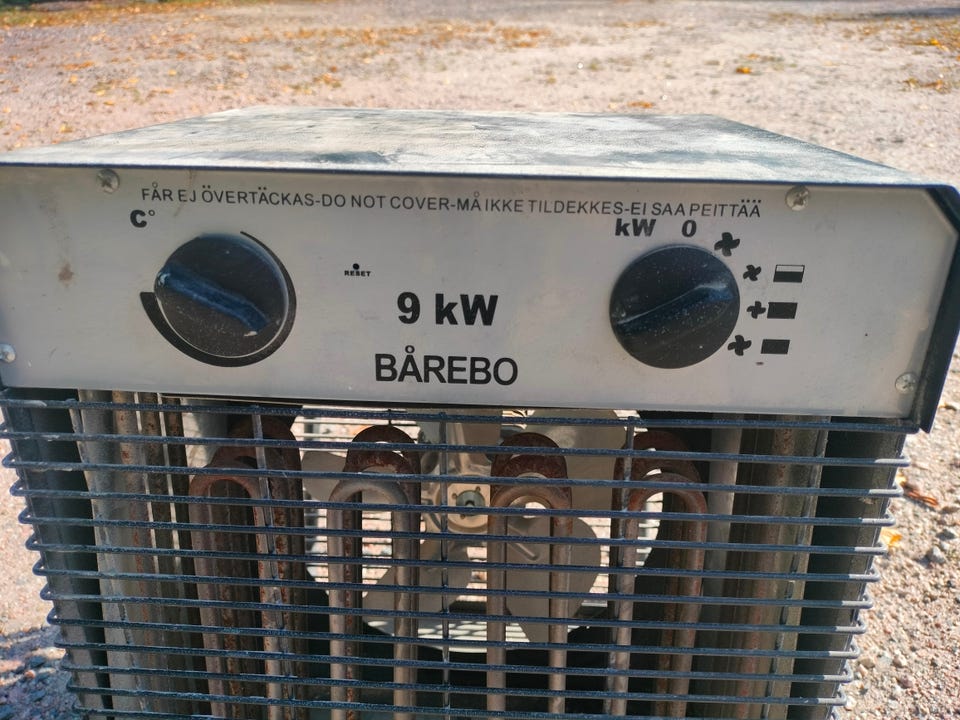 FÅR EJ ÖVERTÄCKAS-DO NOT COVER-MÅ IKKE TILDEKKES-EI SAA PEITTÄÄ
C°
kW 0
RESET
9 kW
BÅREBO